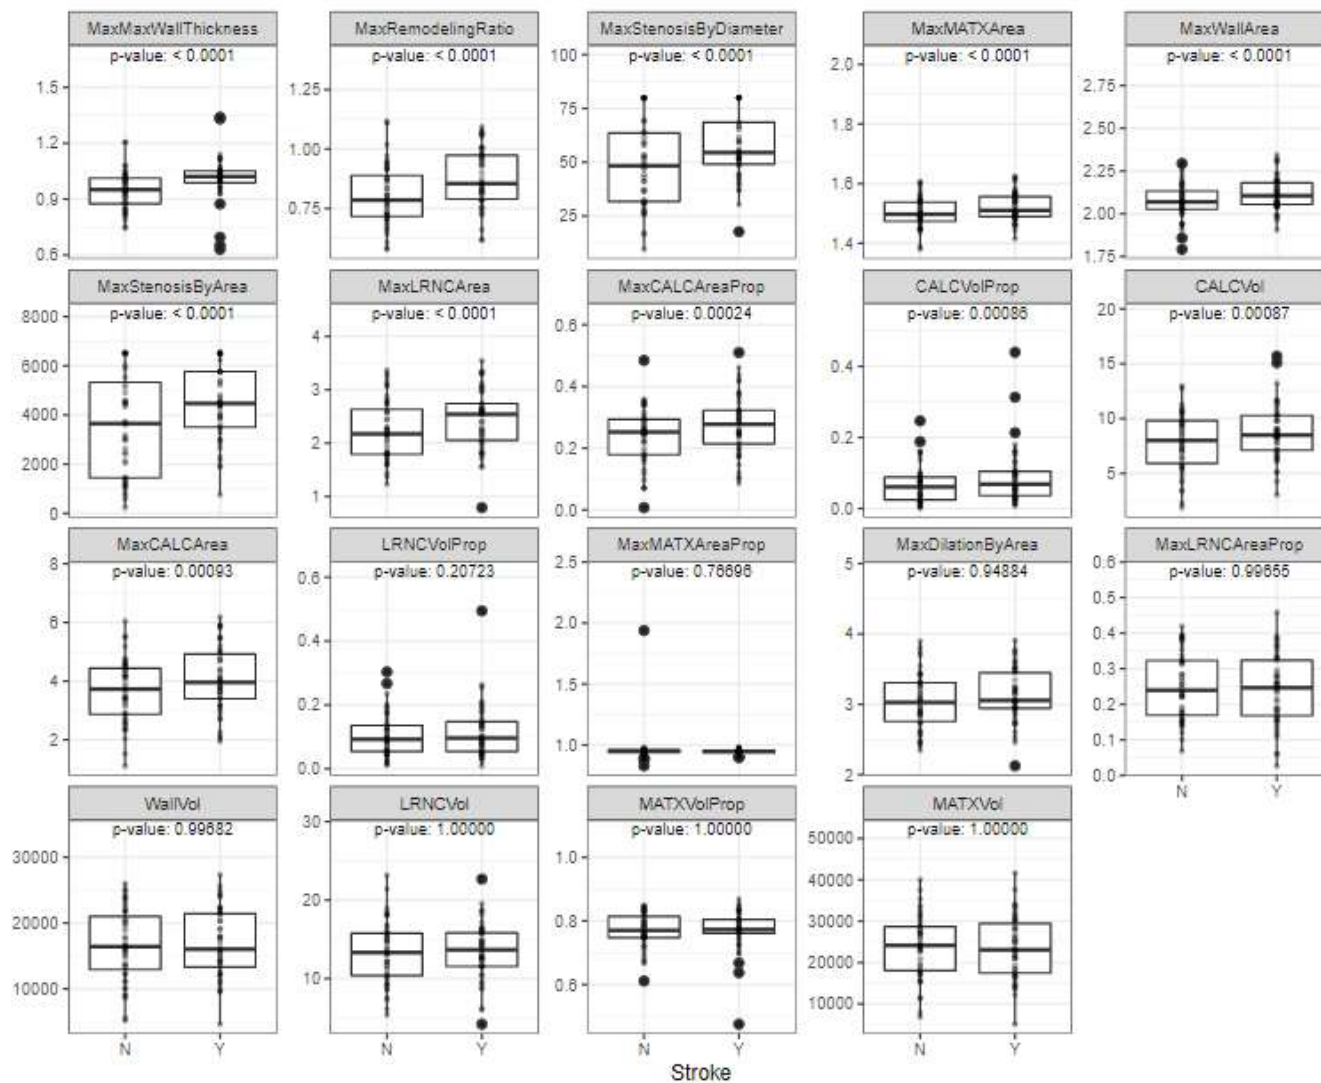 MaxMaxWallThickness MaxRemodelingRatio MaxStenosisByDiameter MaxMATXArea MaxWallArea
p-value: < 0.0001 p-value: < 0.0001 p-value: < 0.0001 p-value: < 0.0001 p-value: < 0.0001
1.5 1.2 0.9 0.6
1.25 1.00 0.75
100 75 50 25
2.0 1.8 1.6 1.4
2.75 2.50 2.25 2.00 1.75
MaxStenosisByArea MaxLRNCArea MaxCALCAreaProp CALCVolProp CALCVol
p-value: < 0.0001 p-value: < 0.0001 p-value: 0.00024 p-value: 0.00086 p-value: 0.00087
8000 6000 4000 2000 0
4 3 2 1
0.6 0.4 0.2 0.0
0.4 0.2 0.0
20 15 10 5
MaxCALCArea LRNCVolProp MaxMATXAreaProp MaxDilationByArea MaxLRNCAreaProp
p-value: 0.00093 p-value: 0.20723 p-value: 0.76696 p-value: 0.94884 p-value: 0.99655
8 6 4 2
0.6 0.4 0.2 0.0
2.5 2.0 1.5 1.0
5 4 3 2
0.6 0.5 0.4 0.3 0.2 0.1 0.0
N Y
WallVol LRNCVol MATXVolProp MATXVol
p-value: 0.99682 p-value: 1.00000 p-value: 1.00000 p-value: 1.00000
30000 20000 10000
30 20 10
1.0 0.8 0.6
50000 40000 30000 20000 10000
N Y N Y N Y N Y
Stroke